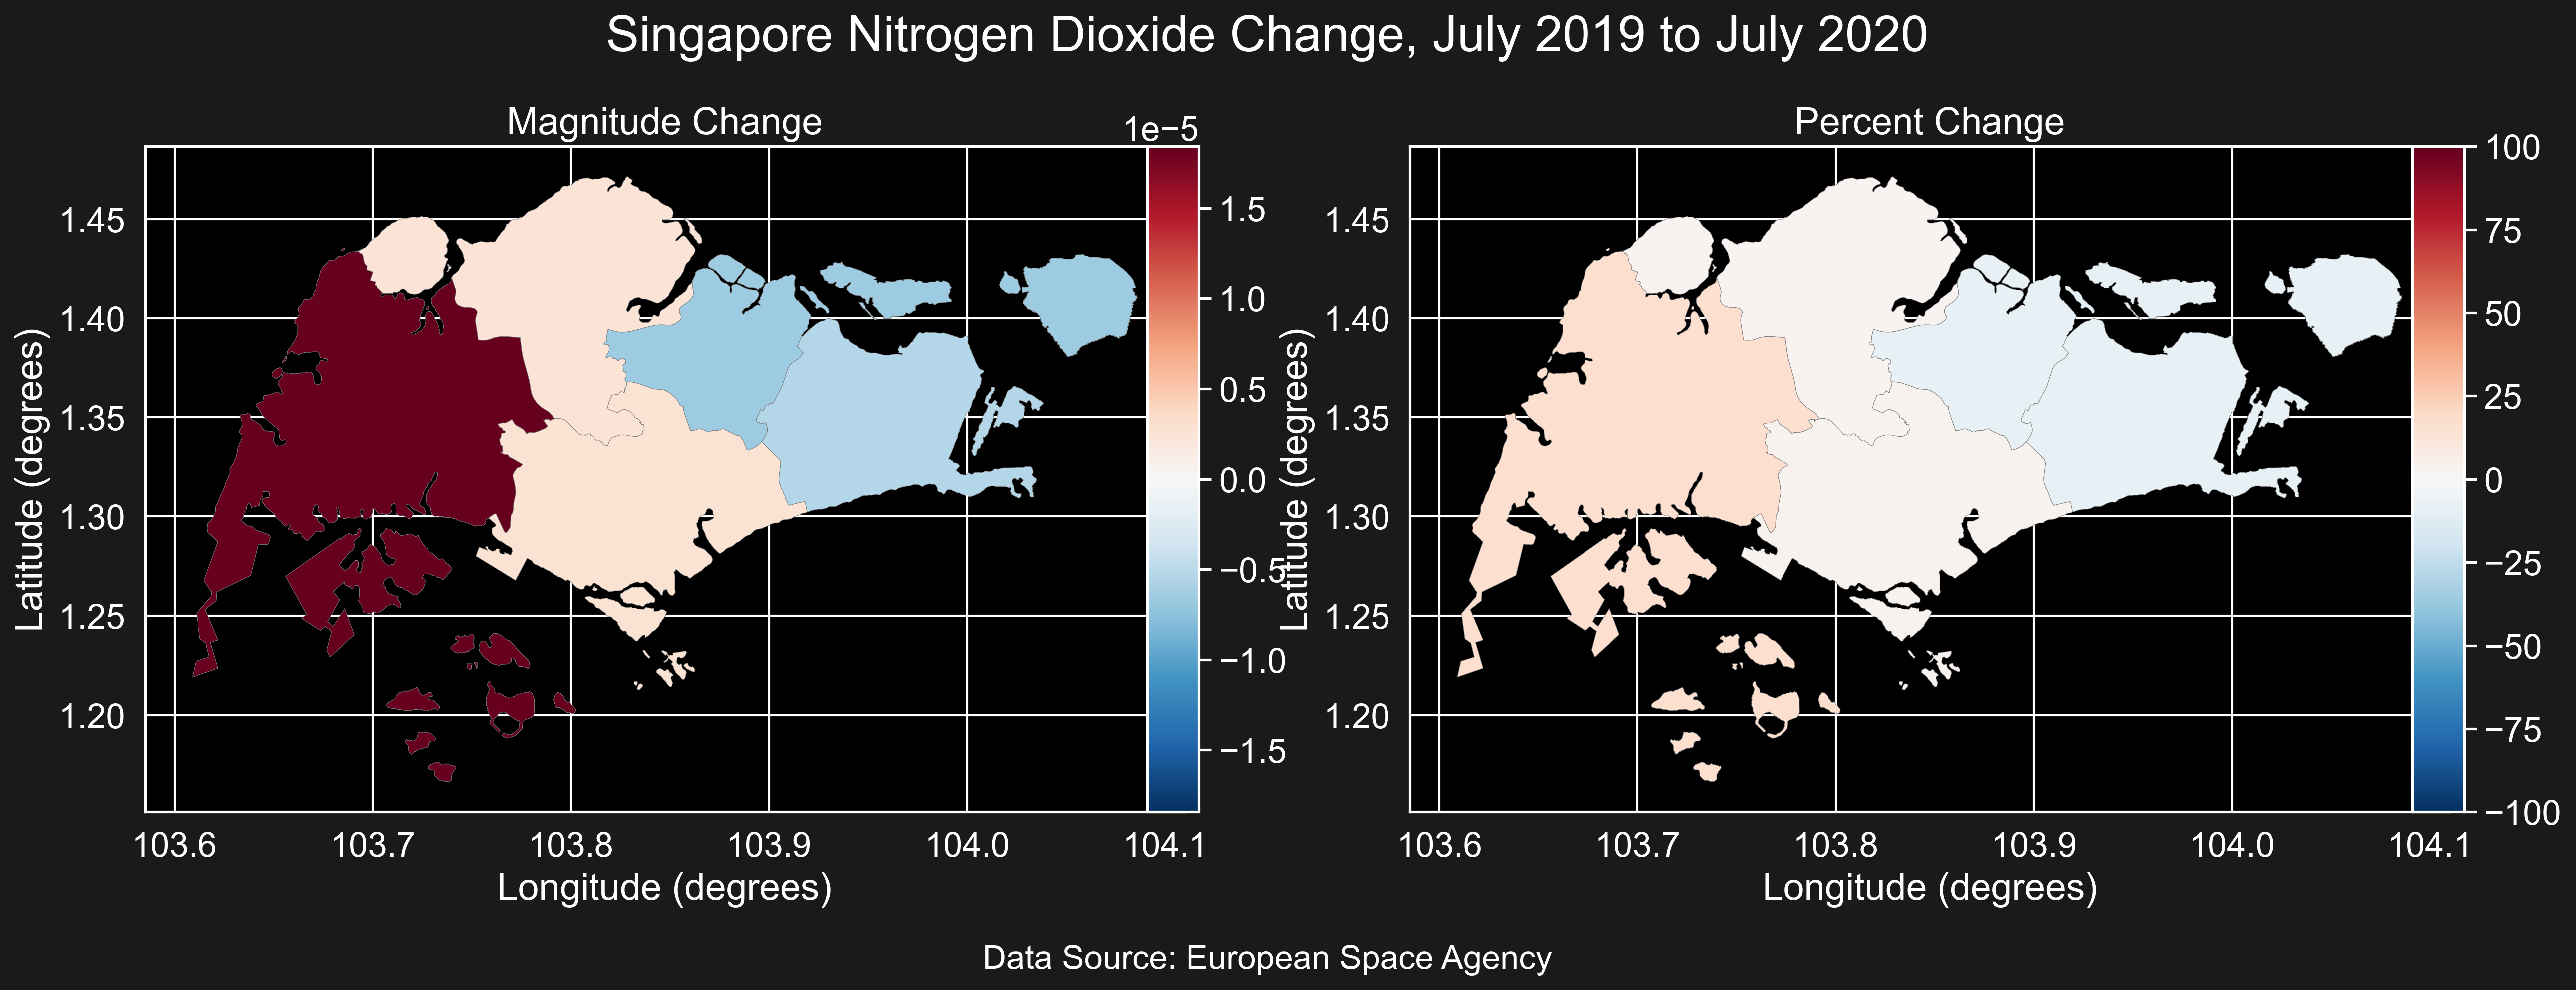 Singapore Nitrogen Dioxide Change, July 2019 to July 2020
Magnitude Change
1e−5
1.45
1.40
1.35
1.30
1.25
1.20
Latitude (degrees)
103.6 103.7 103.8 103.9 104.0 104.1
Longitude (degrees)
1.5
1.0
0.5
0.0
−0.5
−1.0
−1.5
Percent Change
1.45
1.40
1.35
1.30
1.25
1.20
Latitude (degrees)
103.6 103.7 103.8 103.9 104.0 104.1
Longitude (degrees)
100
75
50
25
0
−25
−50
−75
−100
Data Source: European Space Agency